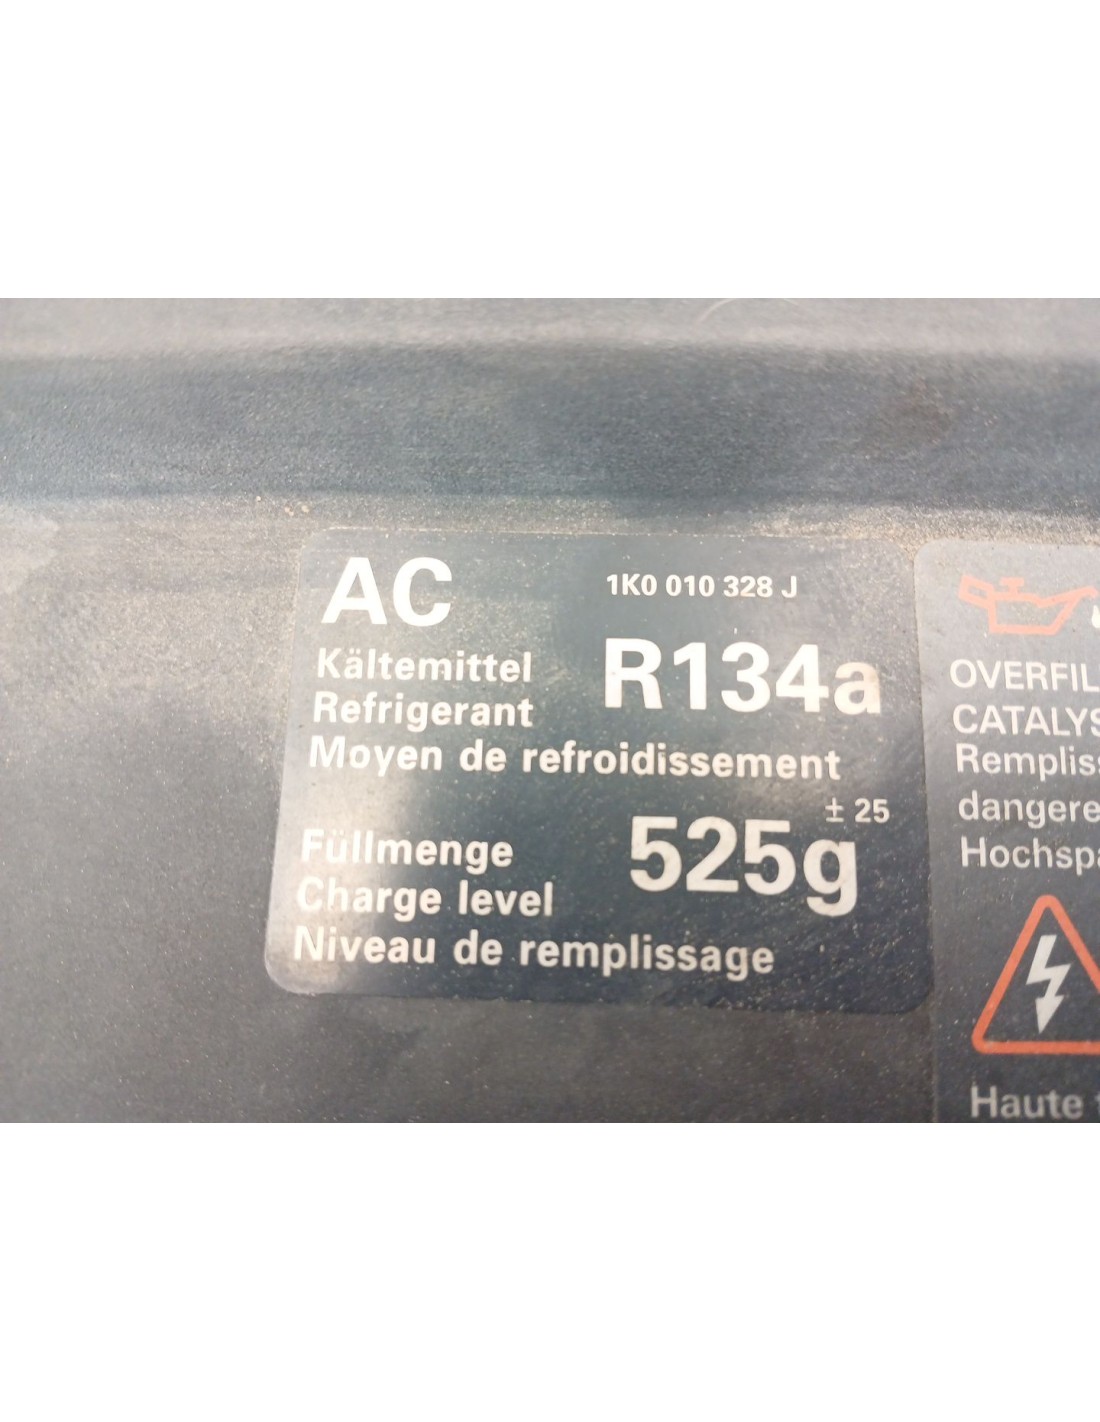 AC
1K0 010 328 J
Kältemittel
Refrigerant
Moyen de refroidissement
R134a
Füllmenge
Charge level
Niveau de remplissage
525g ± 25
OVERFIL
CATALYS
Rempliss
dangere
Hochspa
Haute